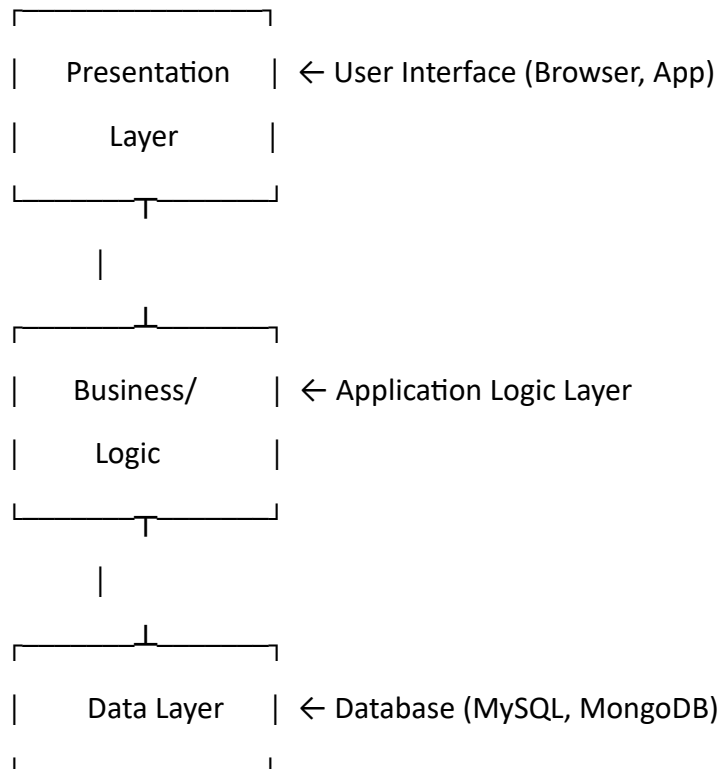 Presentation ← User Interface (Browser, App)
Layer
Business/ ← Application Logic Layer
Logic
Data Layer ← Database (MySQL, MongoDB)